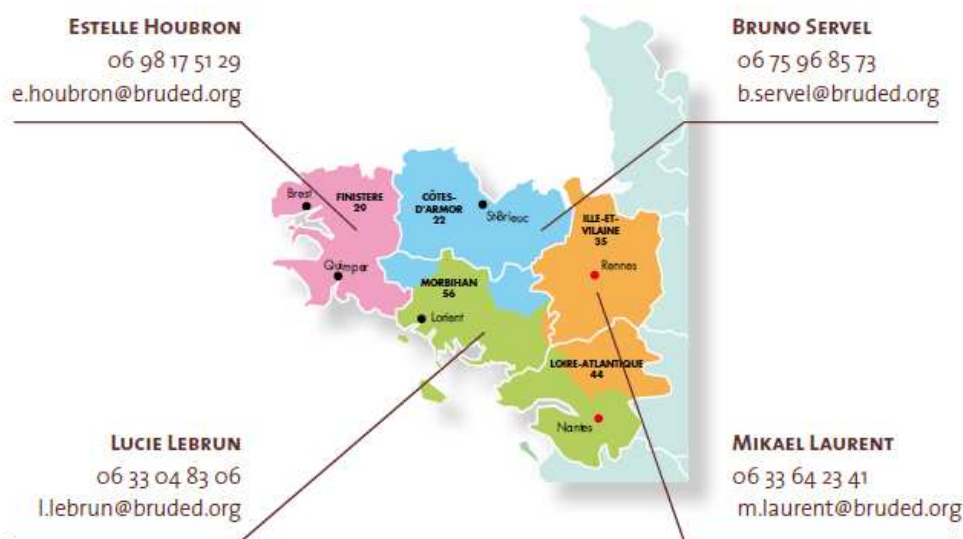 ESTELLE HOUBRON
06 98 17 51 29
e.houbron@bruded.org
BRUNO SERVEL
06 75 96 85 73
b.servel@bruded.org
Brest
FINISTERE
29
CÔTES-
D'ARMOR
22
St-Brieuc
ILLE-ET-
VILAINE
35
Rennes
Quimper
MORBIHAN
56
Lorient
LOIRE-ATLANTIQUE
44
Nantes
LUCIE LEBRUN
06 33 04 83 06
l.lebrun@bruded.org
MIKAEL LAURENT
06 33 64 23 41
m.laurent@bruded.org